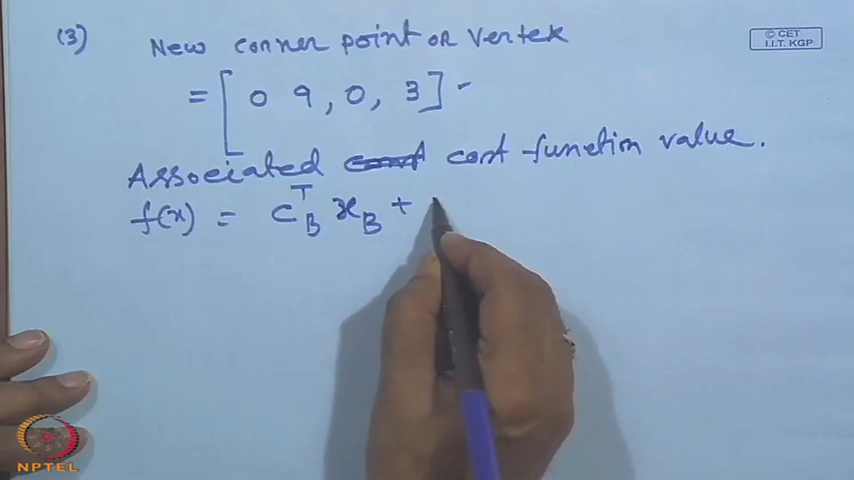 (3) New corner point or vertex
= [ 0 9, 0, 3 ]
Associated cost function value.
f(x) = C_B^T x_B +
© CET
I.I.T. KGP
NPTEL